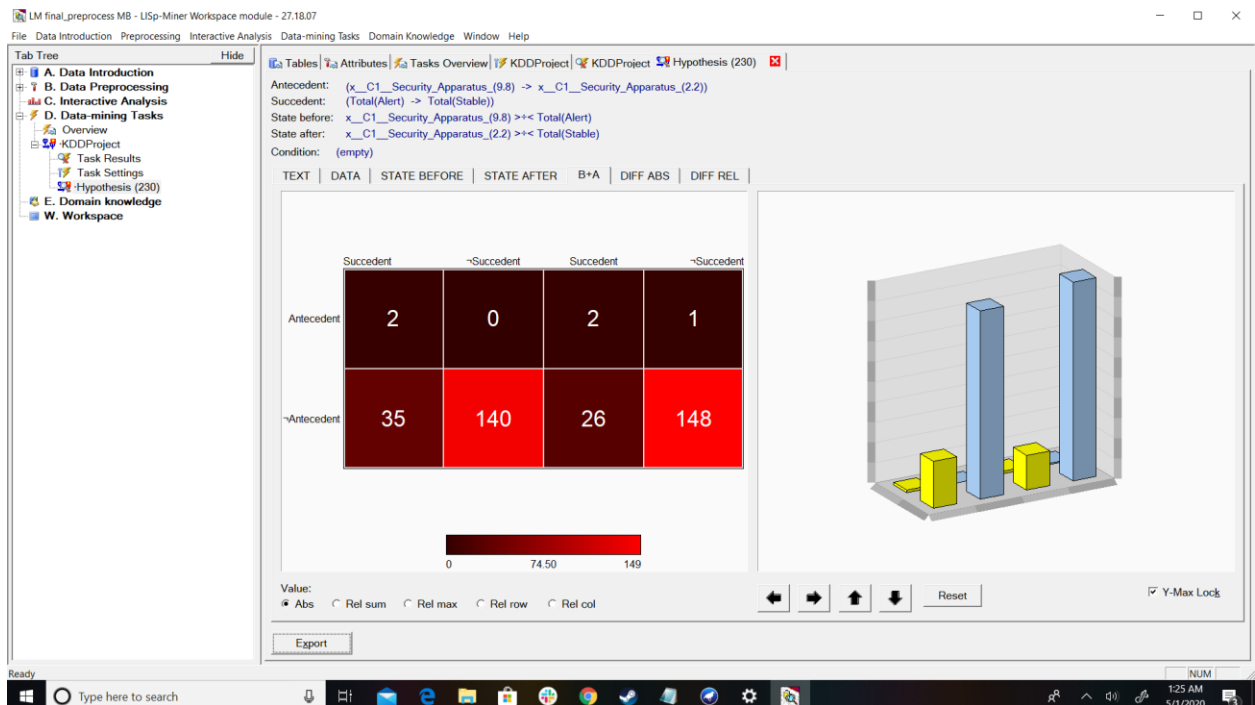 LM final_preprocess MB - LISp-Miner Workspace module - 27.18.07
File Data Introduction Preprocessing Interactive Analysis Data-mining Tasks Domain Knowledge Window Help
Tab Tree Hide
A. Data Introduction
B. Data Preprocessing
C. Interactive Analysis
D. Data-mining Tasks
Overview
KDDProject
Task Results
Task Settings
Hypothesis (230)
E. Domain knowledge
W. Workspace
Tables Attributes Tasks Overview KDDProject KDDProject Hypothesis (230)
Antecedent: (x__C1__Security_Apparatus_(9.8) -> x__C1__Security_Apparatus_(2.2))
Succedent: (Total(Alert) -> Total(Stable))
State before: x__C1__Security_Apparatus_(9.8) >÷< Total(Alert)
State after: x__C1__Security_Apparatus_(2.2) >÷< Total(Stable)
Condition: (empty)
TEXT DATA STATE BEFORE STATE AFTER B+A DIFF ABS DIFF REL
Succedent ¬Succedent Succedent ¬Succedent
Antecedent 2 0 2 1
¬Antecedent 35 140 26 148
0 74.50 149
Value:
Abs Rel sum Rel max Rel row Rel col
Reset
Y-Max Lock
Export
Ready
NUM
Type here to search
1:25 AM
5/1/2020
3